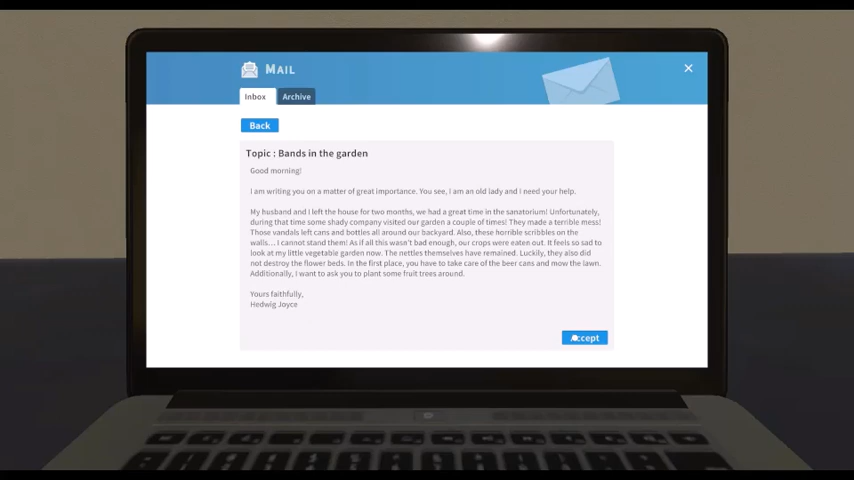 MAIL
Inbox Archive
Back
Topic : Bands in the garden
Good morning!
I am writing you on a matter of great importance. You see, I am an old lady and I need your help.
My husband and I left the house for two months, we had a great time in the sanatorium! Unfortunately,
during that time some shady company visited our garden a couple of times! They made a terrible mess!
Those vandals left cans and bottles all around our backyard. Also, these horrible scribbles on the
walls... I cannot stand them! As if all this wasn't bad enough, our crops were eaten out. It feels so sad to
look at my little vegetable garden now. The nettles themselves have remained. Luckily, they also did
not destroy the flower beds. In the first place, you have to take care of the beer cans and mow the lawn.
Additionally, I want to ask you to plant some fruit trees around.
Yours faithfully,
Hedwig Joyce
Accept